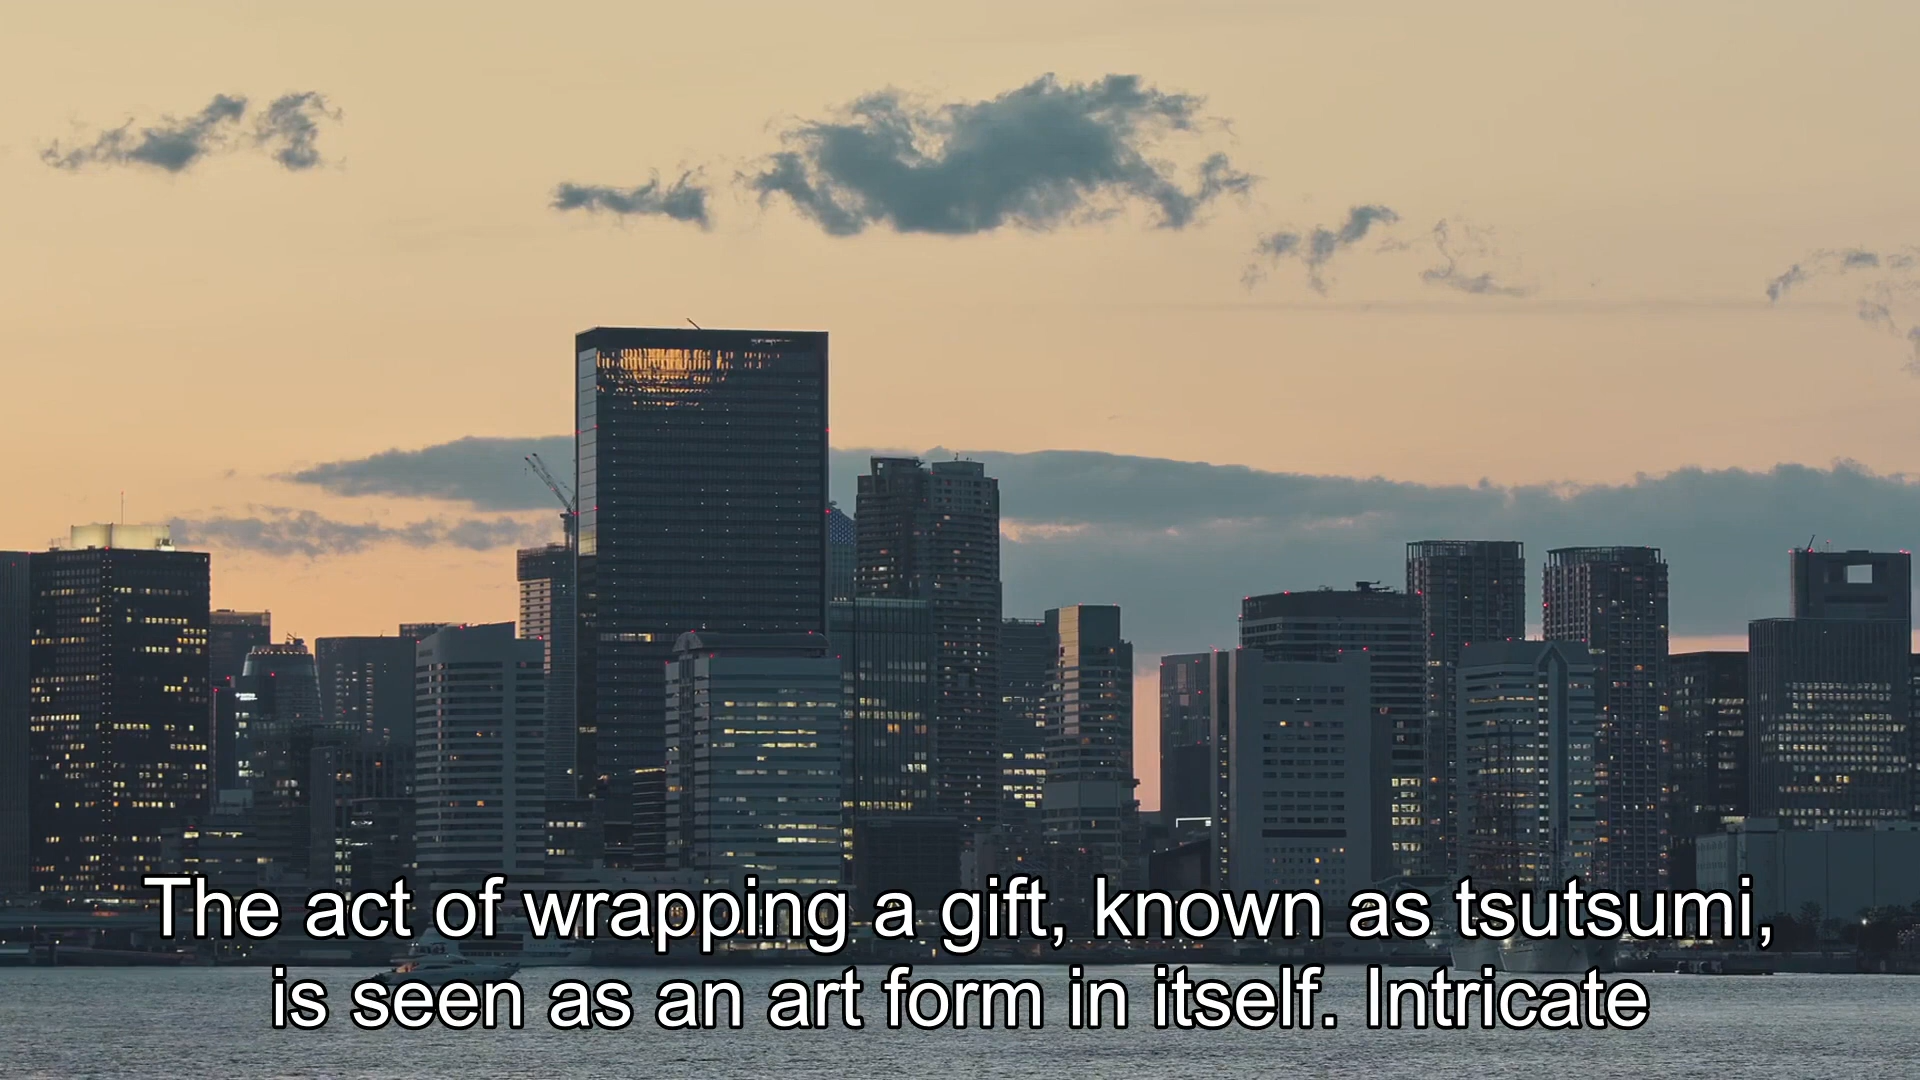 The act of wrapping a gift, known as tsutsumi,
is seen as an art form in itself. Intricate